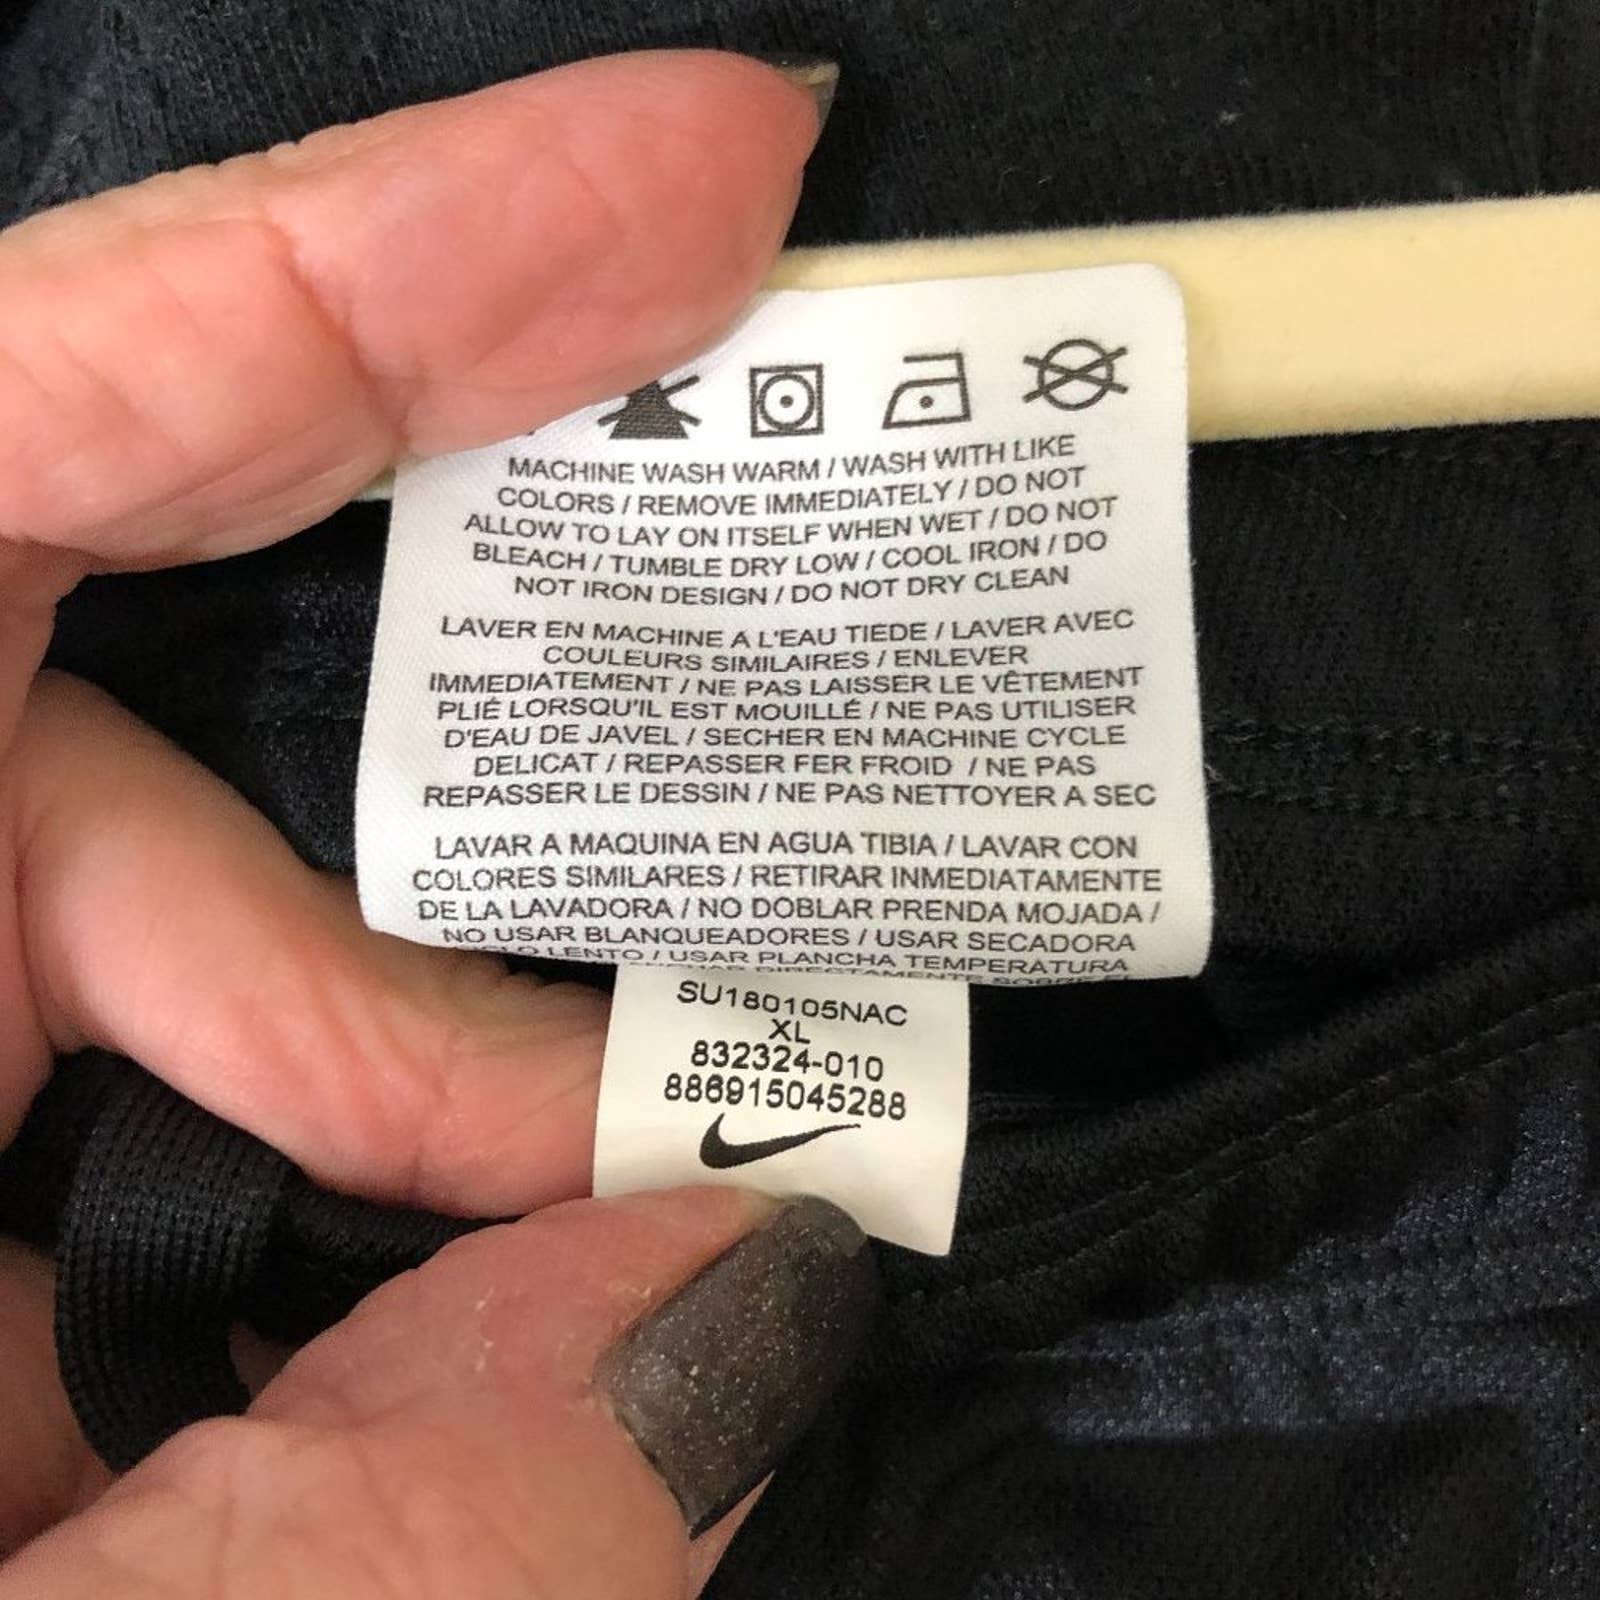 MACHINE WASH WARM / WASH WITH LIKE
COLORS / REMOVE IMMEDIATELY / DO NOT
ALLOW TO LAY ON ITSELF WHEN WET / DO NOT
BLEACH / TUMBLE DRY LOW / COOL IRON / DO
NOT IRON DESIGN / DO NOT DRY CLEAN
LAVER EN MACHINE A L'EAU TIEDE / LAVER AVEC
COULEURS SIMILAIRES / ENLEVER
IMMEDIATEMENT / NE PAS LAISSER LE VÊTEMENT
PLIÉ LORSQU'IL EST MOUILLÉ / NE PAS UTILISER
D'EAU DE JAVEL / SECHER EN MACHINE CYCLE
DELICAT / REPASSER FER FROID / NE PAS
REPASSER LE DESSIN / NE PAS NETTOYER A SEC
LAVAR A MAQUINA EN AGUA TIBIA / LAVAR CON
COLORES SIMILARES / RETIRAR INMEDIATAMENTE
DE LA LAVADORA / NO DOBLAR PRENDA MOJADA /
NO USAR BLANQUEADORES / USAR SECADORA
LENTO / USAR PLANCHA TEMPERATURA
DIRECTAMENTE SOBRE
SU180105NAC
XL
832324-010
886915045288